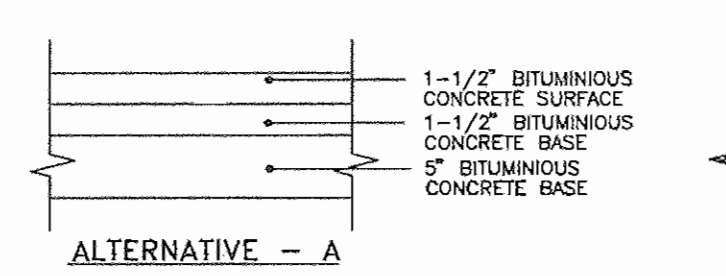 1-1/2" BITUMINIOUS
CONCRETE SURFACE
1-1/2" BITUMINIOUS
CONCRETE BASE
5" BITUMINIOUS
CONCRETE BASE
ALTERNATIVE - A